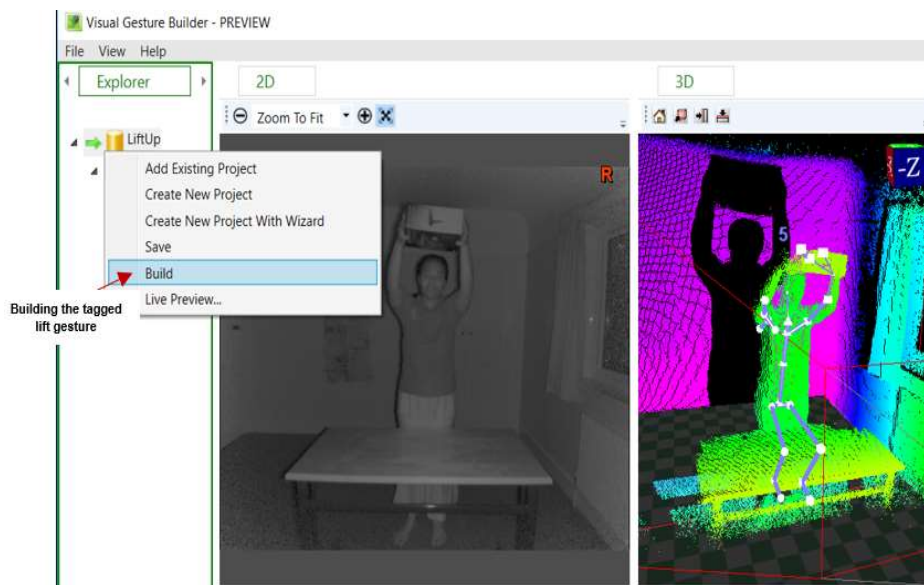 Visual Gesture Builder - PREVIEW
File View Help
Explorer
2D
3D
Zoom To Fit
LiftUp
Add Existing Project
Create New Project
Create New Project With Wizard
Save
Build
Live Preview...
Building the tagged
lift gesture
R
5
-Z